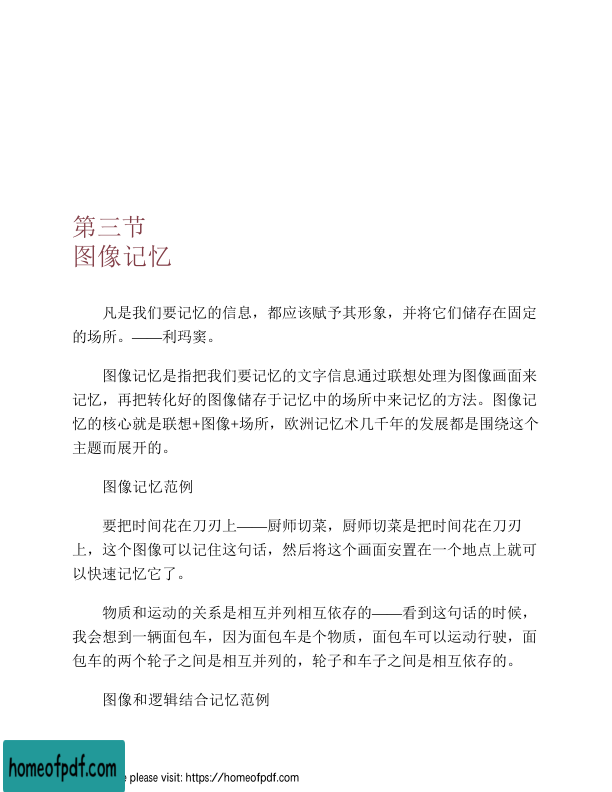 第三节
图像记忆
凡是我们要记忆的信息，都应该赋予其形象，并将它们储存在固定
的场所。——利玛窦。
图像记忆是指把我们要记忆的文字信息通过联想处理为图像画面来
记忆，再把转化好的图像储存于记忆中的场所中来记忆的方法。图像记
忆的核心就是联想+图像+场所，欧洲记忆术几千年的发展都是围绕这个
主题而展开的。
图像记忆范例
要把时间花在刀刃上——厨师切菜，厨师切菜是把时间花在刀刃
上，这个图像可以记住这句话，然后将这个画面安置在一个地点上就可
以快速记忆它了。
物质和运动的关系是相互并列相互依存的——看到这句话的时候，
我会想到一辆面包车，因为面包车是个物质，面包车可以运动行驶，面
包车的两个轮子之间是相互并列的，轮子和车子之间是相互依存的。
图像和逻辑结合记忆范例
homeofpdf.com
e please visit: https://homeofpdf.com